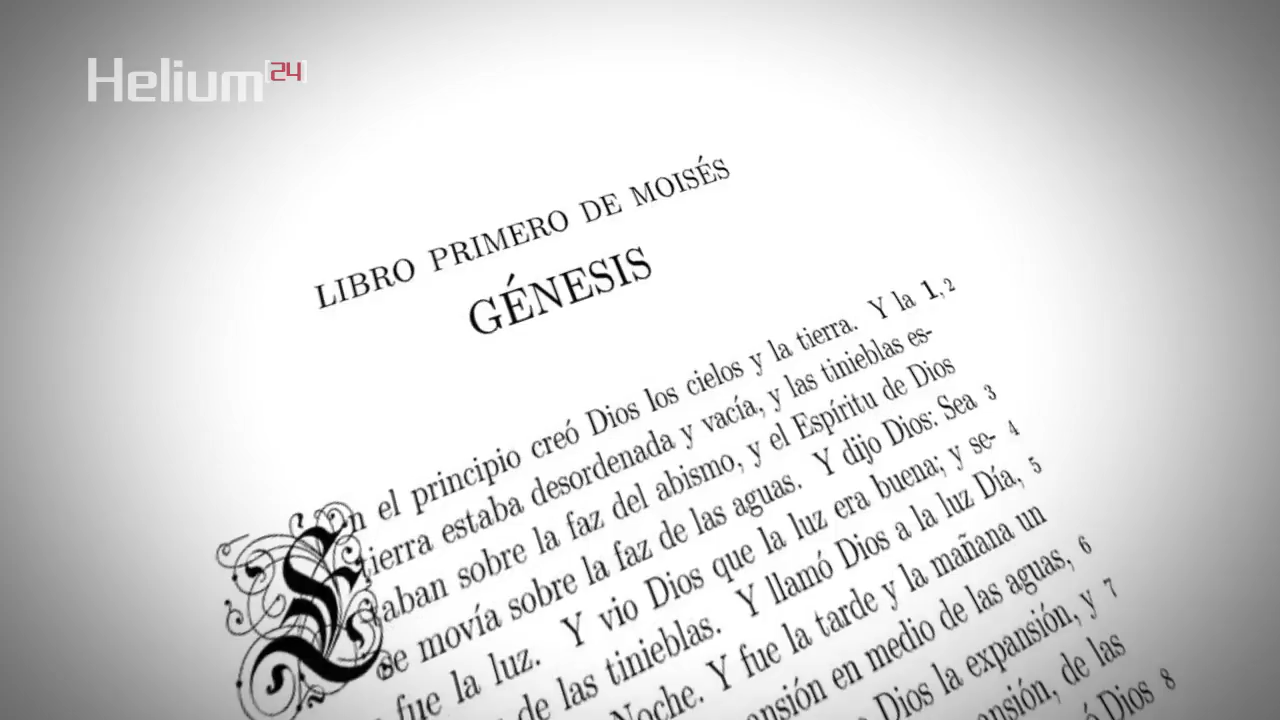 Helium[24]
LIBRO PRIMERO DE MOISÉS
GÉNESIS
En el principio creó Dios los cielos y la tierra. Y la 1, 2
tierra estaba desordenada y vacía, y las tinieblas es-
taban sobre la faz del abismo, y el Espíritu de Dios
se movía sobre la faz de las aguas. Y dijo Dios: Sea 3
fue la luz. Y vio Dios que la luz era buena; y se- 4
de las tinieblas. Y llamó Dios a la luz Día, 5
Noche. Y fue la tarde y la mañana un
ansión en medio de las aguas, 6
Dios la expansión, y 7
nsión, de las
ó Dios 8